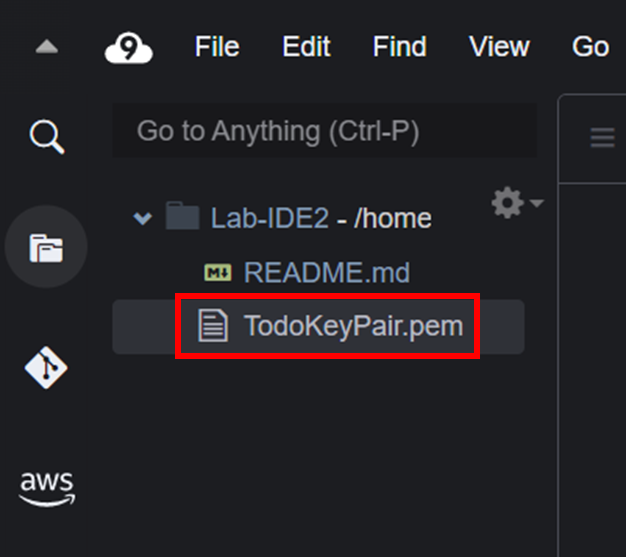 9 File Edit Find View Go
Go to Anything (Ctrl-P)
Lab-IDE2 - /home
M↓ README.md
TodoKeyPair.pem
aws